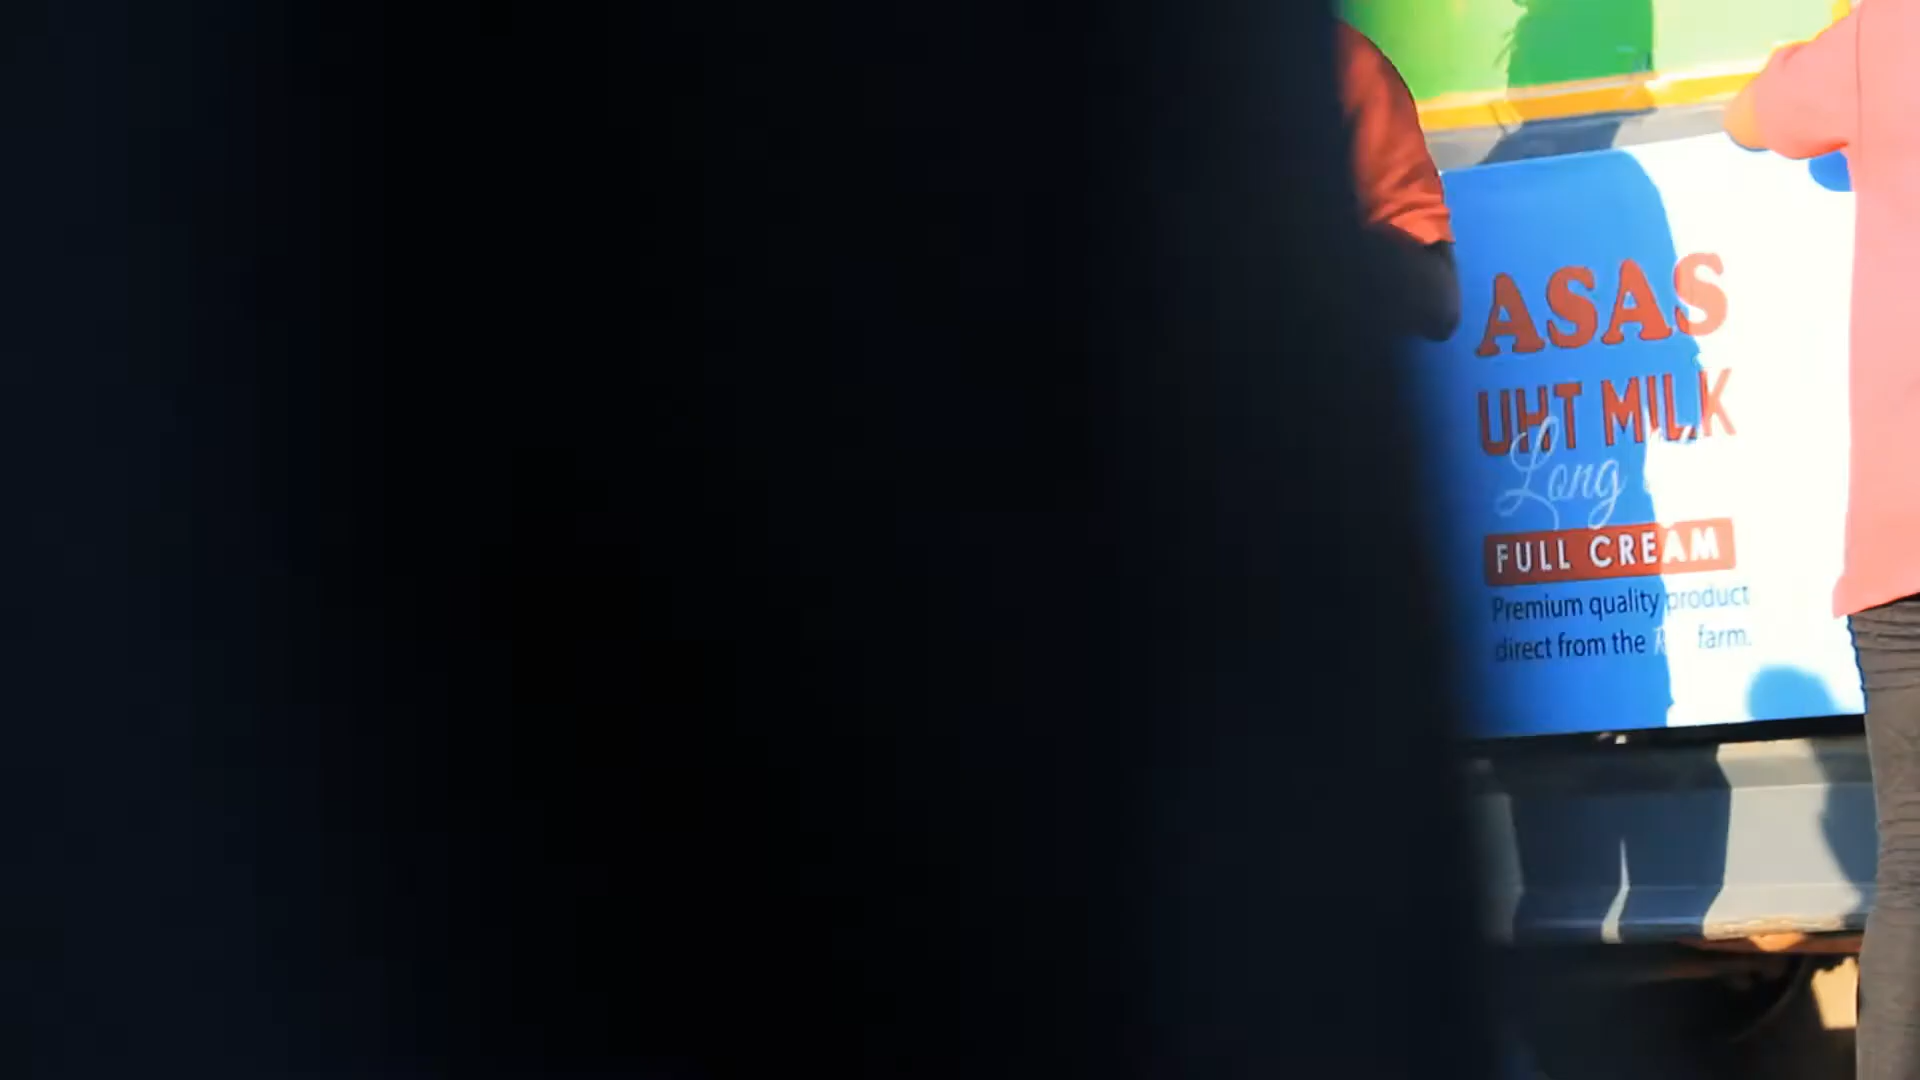 ASAS
UHT MILK
Long
FULL CREAM
Premium quality product
direct from the farm.